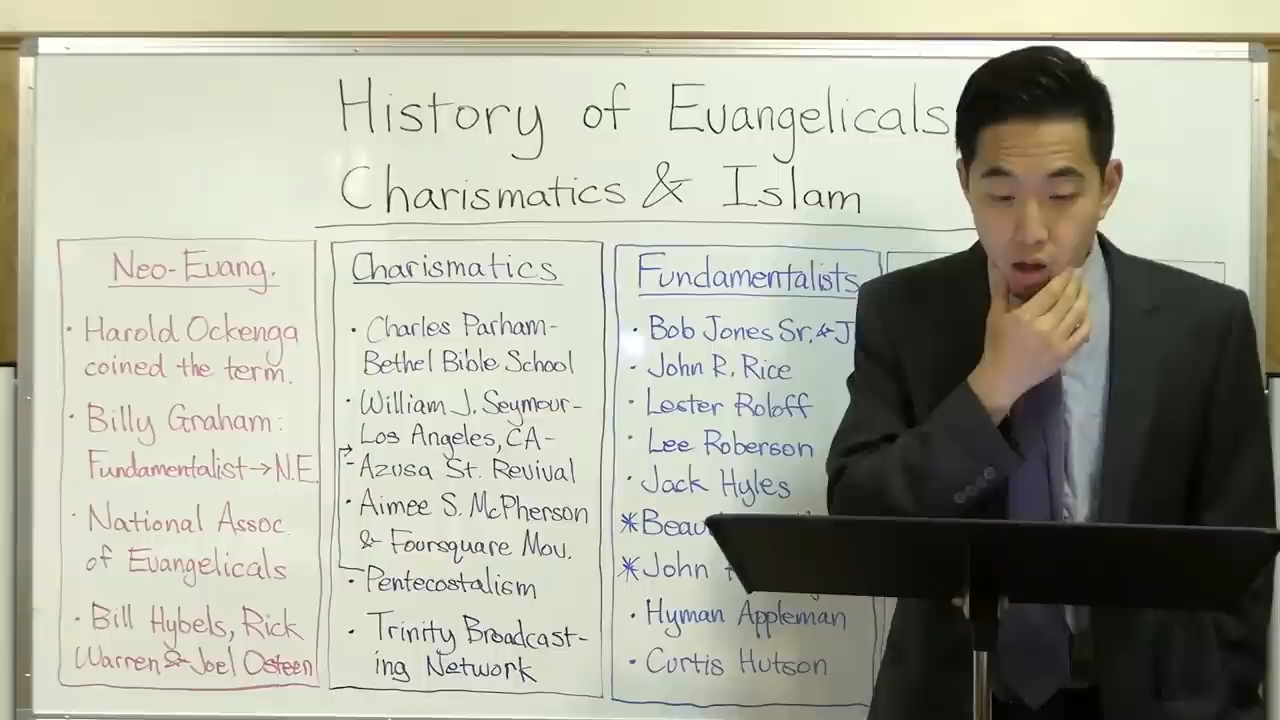 History of Evangelicals
Charismatics & Islam
Neo-Evang.
• Harold Ockenga
coined the term.
• Billy Graham:
Fundamentalist→N.E.
• National Assoc.
of Evangelicals
• Bill Hybels, Rick
Warren & Joel Osteen
Charismatics
• Charles Parham-
Bethel Bible School
• William J. Seymour-
Los Angeles, CA-
Azusa St. Revival
• Aimee S. McPherson
& Foursquare Mov.
• Pentecostalism
• Trinity Broadcast-
ing Network
Fundamentalists
• Bob Jones Sr. &
• John R. Rice
• Lester Roloff
• Lee Roberson
• Jack Hyles
* John
• Hyman Appleman
• Curtis Hutson